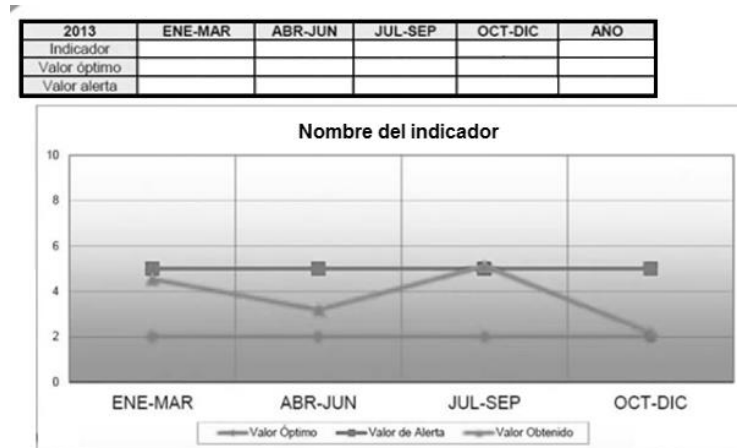 2013 ENE-MAR ABR-JUN JUL-SEP OCT-DIC AÑO
Indicador
Valor óptimo
Valor alerta
Nombre del indicador
10
8
6
4
2
0
ENE-MAR ABR-JUN JUL-SEP OCT-DIC
Valor Óptimo Valor de Alerta Valor Obtenido